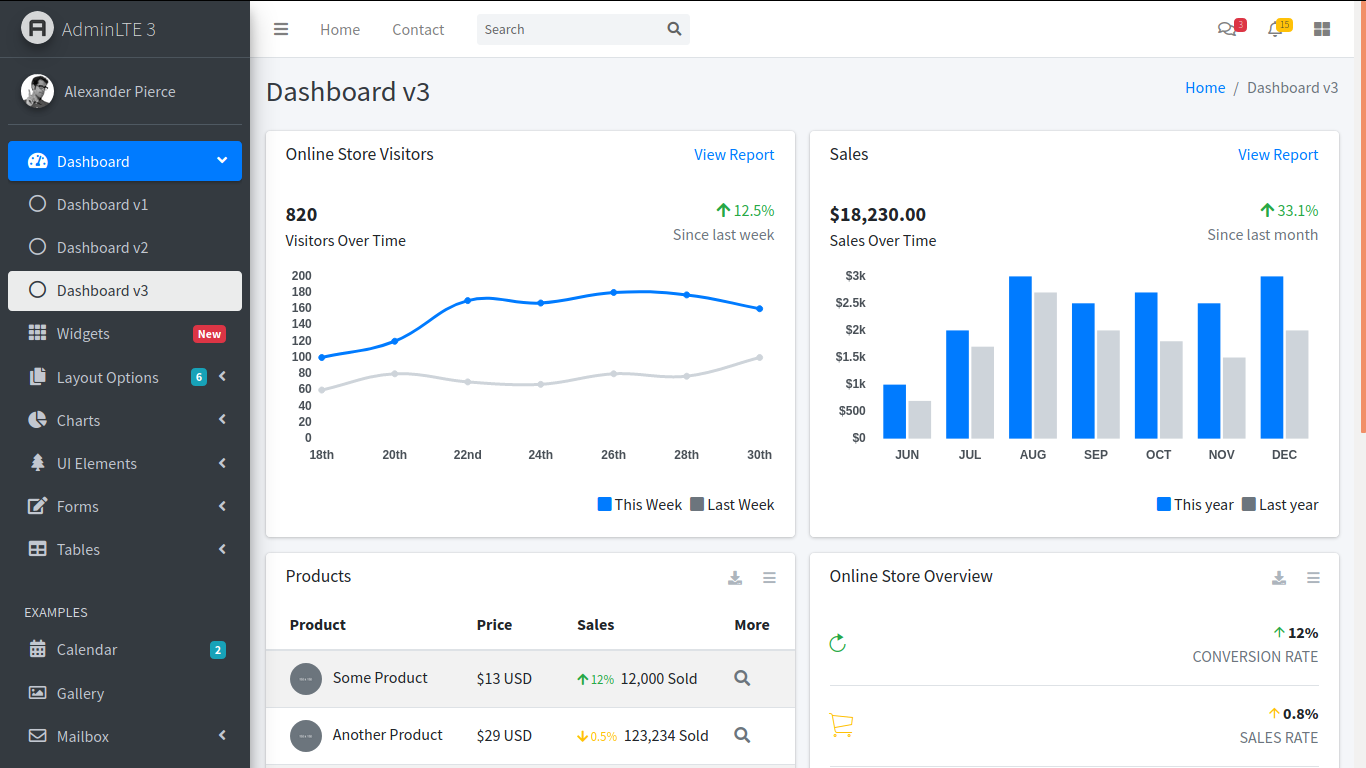 AdminLTE 3
Alexander Pierce
Dashboard
Dashboard v1
Dashboard v2
Dashboard v3
Widgets New
Layout Options 6
Charts
UI Elements
Forms
Tables
EXAMPLES
Calendar 2
Gallery
Mailbox
Home Contact Search 3 15
Dashboard v3
Home / Dashboard v3
Online Store Visitors View Report
820 12.5%
Visitors Over Time Since last week
200
180
160
140
120
100
80
60
40
20
0
18th 20th 22nd 24th 26th 28th 30th
This Week Last Week
Sales View Report
$18,230.00 33.1%
Sales Over Time Since last month
$3k
$2.5k
$2k
$1.5k
$1k
$500
$0
JUN JUL AUG SEP OCT NOV DEC
This year Last year
Products
Product Price Sales More
Some Product $13 USD 12% 12,000 Sold
Another Product $29 USD 0.5% 123,234 Sold
Online Store Overview
12%
CONVERSION RATE
0.8%
SALES RATE